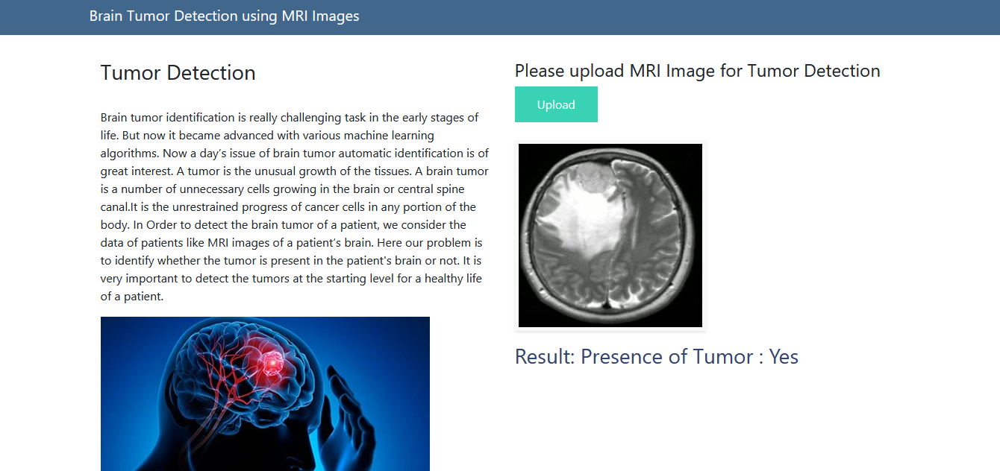 Brain Tumor Detection using MRI Images
Tumor Detection
Brain tumor identification is really challenging task in the early stages of
life. But now it became advanced with various machine learning
algorithms. Now a day’s issue of brain tumor automatic identification is of
great interest. A tumor is the unusual growth of the tissues. A brain tumor
is a number of unnecessary cells growing in the brain or central spine
canal.It is the unrestrained progress of cancer cells in any portion of the
body. In Order to detect the brain tumor of a patient, we consider the
data of patients like MRI images of a patient’s brain. Here our problem is
to identify whether the tumor is present in the patient's brain or not. It is
very important to detect the tumors at the starting level for a healthy life
of a patient.
Please upload MRI Image for Tumor Detection
Upload
Result: Presence of Tumor : Yes